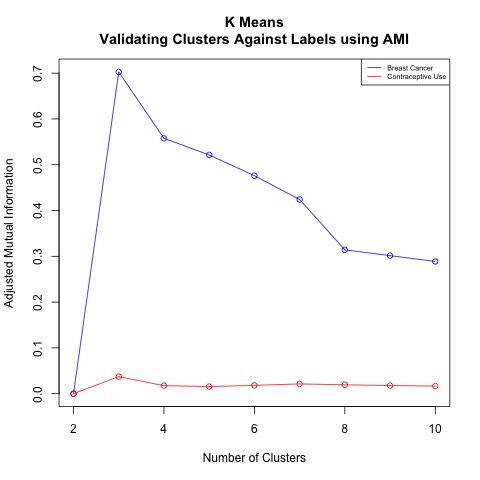 K Means
Validating Clusters Against Labels using AMI
Breast Cancer
Contraceptive Use
Adjusted Mutual Information
0.7
0.6
0.5
0.4
0.3
0.2
0.1
0.0
2 4 6 8 10
Number of Clusters